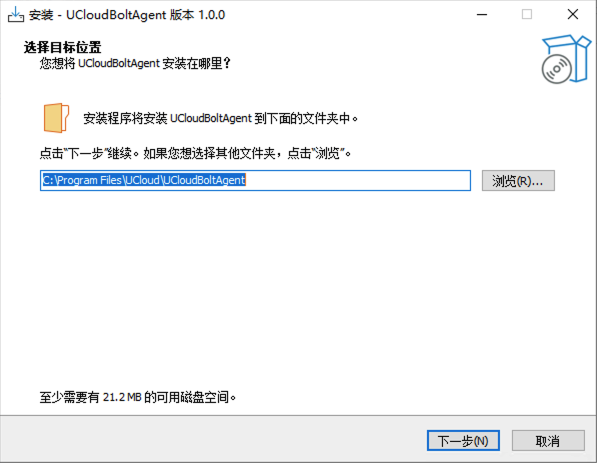 安装 - UCloudBoltAgent 版本 1.0.0
选择目标位置
您想将 UCloudBoltAgent 安装在哪里？
安装程序将安装 UCloudBoltAgent 到下面的文件夹中。
点击“下一步”继续。如果您想选择其他文件夹，点击“浏览”。
C:\Program Files\UCloud\UCloudBoltAgent
浏览(R)...
至少需要有 21.2 MB 的可用磁盘空间。
下一步(N)
取消